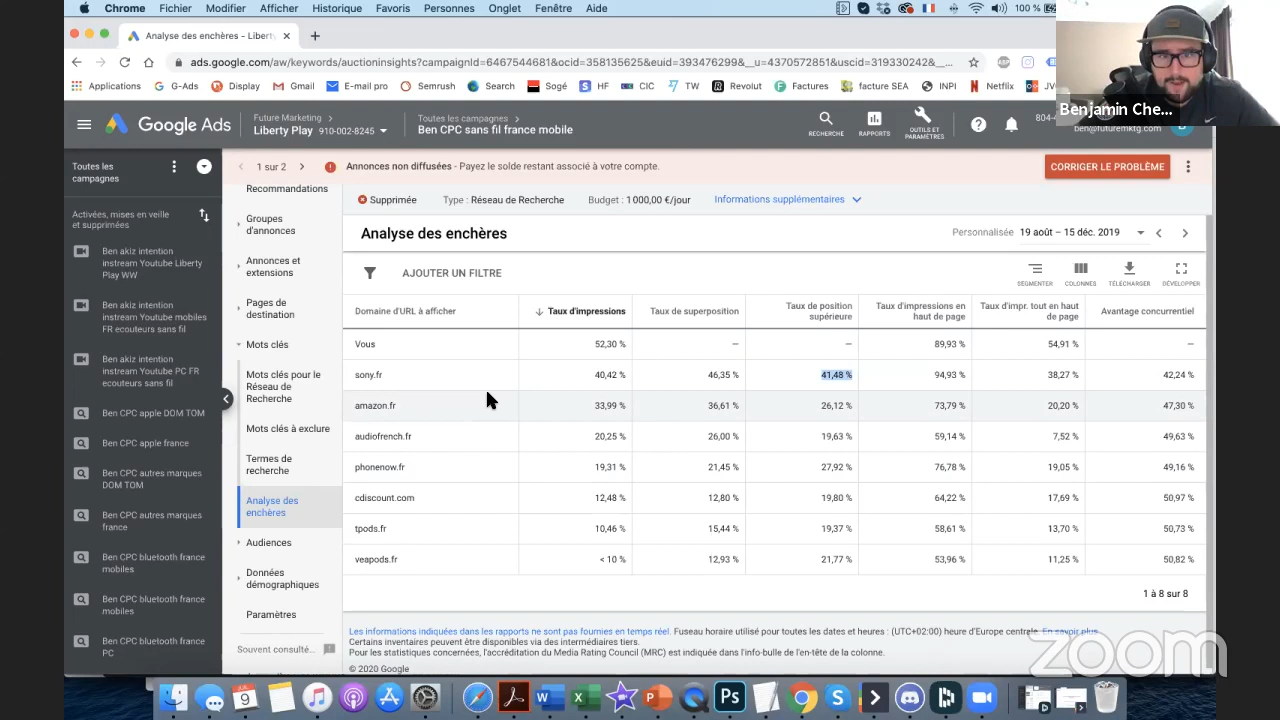 Chrome Fichier Modifier Afficher Historique Favoris Personnes Onglet Fenêtre Aide 100 %
Analyse des enchères - Libert
ads.google.com/aw/keywords/auctioninsights?campaignId=6467544681&ocid=358135625&euid=393476299&__u=4370572851&uscid=319330242&__...
Applications G-Ads Display Gmail E-mail pro Semrush Search Sogé HF CIC TW Revolut Factures facture SEA INPI Netlinks
Benjamin Che...
Google Ads
Future Marketing
Liberty Play 910-002-8245
Toutes les campagnes
Ben CPC sans fil france mobile
RECHERCHE
RAPPORTS
OUTILS ET
PARAMÈTRES
804-4
ben@futuremktg.com
Toutes les
campagnes
1 sur 2
Annonces non diffusées - Payez le solde restant associé à votre compte.
CORRIGER LE PROBLÈME
Activées, mises en veille
et supprimées
Ben akiz intention
instream Youtube Liberty
Play WW
Ben akiz intention
instream Youtube mobiles
FR ecouteurs sans fil
Ben akiz intention
instream Youtube PC FR
ecouteurs sans fil
Ben CPC apple DOM TOM
Ben CPC apple france
Ben CPC autres marques
DOM TOM
Ben CPC autres marques
france
Ben CPC bluetooth france
mobiles
Ben CPC bluetooth france
mobiles
Ben CPC bluetooth france
PC
Recommandations
Groupes
d'annonces
Annonces et
extensions
Pages de
destination
Mots clés
Mots clés pour le
Réseau de
Recherche
Mots clés à exclure
Termes de
recherche
Analyse des
enchères
Audiences
Données
démographiques
Paramètres
Souvent consulté...
Supprimée Type : Réseau de Recherche Budget : 1 000,00 €/jour Informations supplémentaires
Analyse des enchères
Personnalisée 19 août – 15 déc. 2019
AJOUTER UN FILTRE
SEGMENTER COLONNES TÉLÉCHARGER DÉVELOPPER
Domaine d'URL à afficher Taux d'impressions Taux de superposition Taux de position supérieure Taux d'impressions en haut de page Taux d'impr. tout en haut de page Avantage concurrentiel
Vous 52,30 % — — 89,93 % 54,91 % —
sony.fr 40,42 % 46,35 % 41,48 % 94,93 % 38,27 % 42,24 %
amazon.fr 33,99 % 36,61 % 26,12 % 73,79 % 20,20 % 47,30 %
audiofrench.fr 20,25 % 26,00 % 19,63 % 59,14 % 7,52 % 49,63 %
phonenow.fr 19,31 % 21,45 % 27,92 % 76,78 % 19,05 % 49,16 %
cdiscount.com 12,48 % 12,80 % 19,80 % 64,22 % 17,69 % 50,97 %
tpods.fr 10,46 % 15,44 % 19,37 % 58,61 % 13,70 % 50,73 %
veapods.fr < 10 % 12,93 % 21,77 % 53,96 % 11,25 % 50,82 %
1 à 8 sur 8
Les informations indiquées dans les rapports ne sont pas fournies en temps réel. Fuseau horaire utilisé pour toutes les dates et heures : (UTC+02:00) heure d'Europe centrale. En savoir plus
Certains inventaires peuvent être disponibles via des intermédiaires tiers.
Pour les statistiques concernées, l'accréditation du Media Rating Council (MRC) est indiquée dans l'info-bulle de l'en-tête de la colonne.
© 2020 Google
zoom